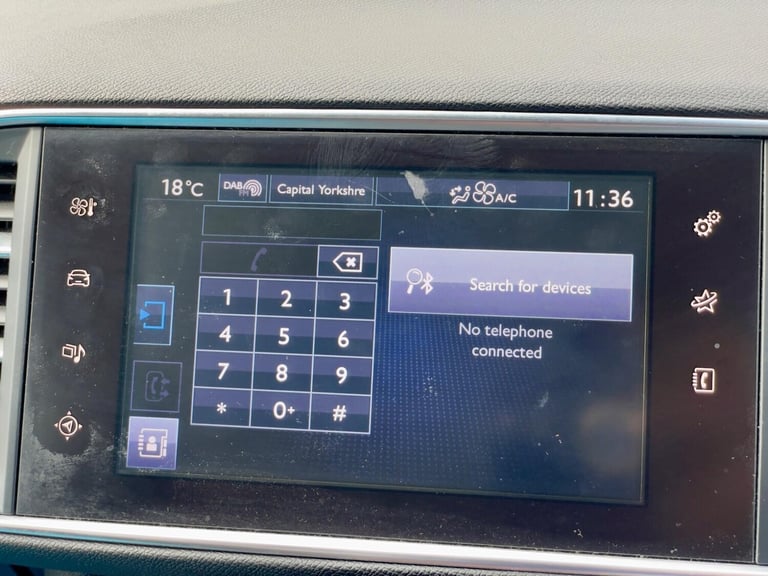 18°C DAB FM Capital Yorkshire A/C 11:36
Search for devices
No telephone
connected
1 2 3
4 5 6
7 8 9
* 0+ #